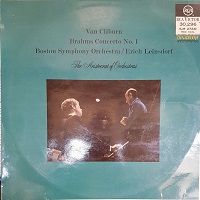 Van Cliburn
Brahms Concerto No. 1
Boston Symphony Orchestra / Erich Leinsdorf
The Aristocrat of Orchestras
RCA VICTOR